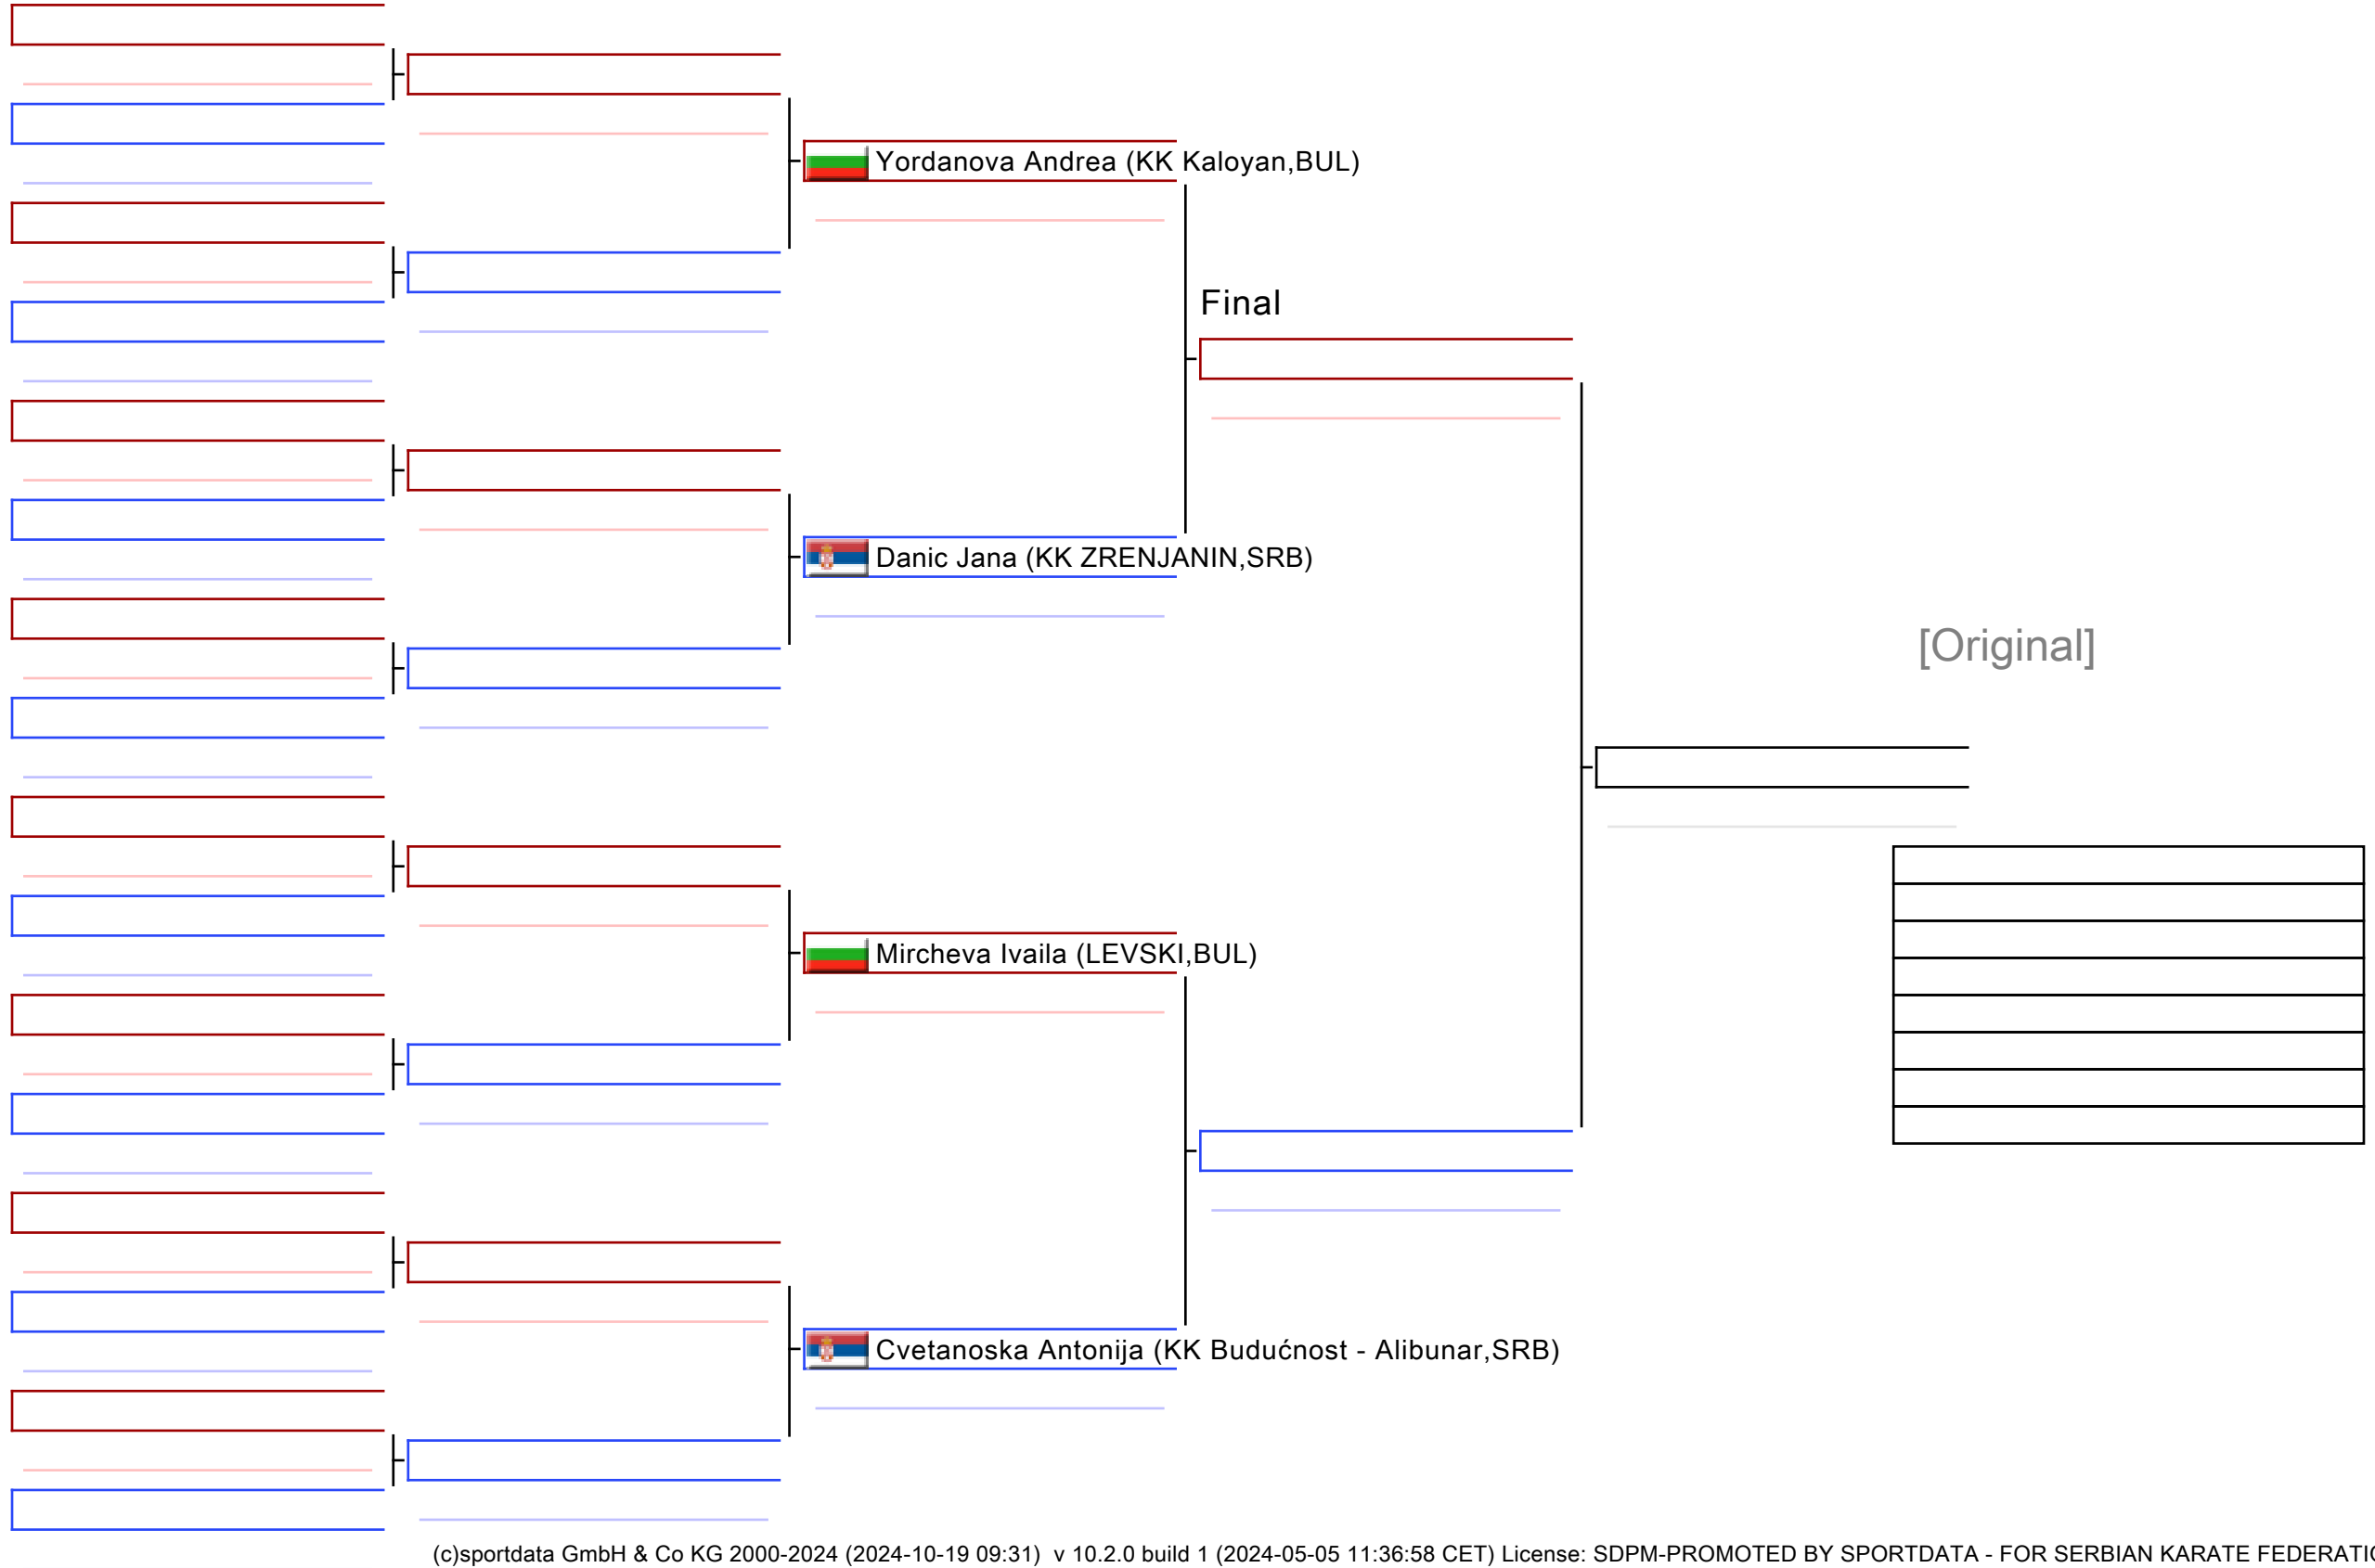 Yordanova Andrea (KK Kaloyan,BUL)
Final
Danic Jana (KK ZRENJANIN,SRB)
[Original]
Mircheva Ivaila (LEVSKI,BUL)
Cvetanoska Antonija (KK Budućnost - Alibunar,SRB)
(c)sportdata GmbH & Co KG 2000-2024 (2024-10-19 09:31) v 10.2.0 build 1 (2024-05-05 11:36:58 CET) License: SDPM-PROMOTED BY SPORTDATA - FOR SERBIAN KARATE FEDERATIO